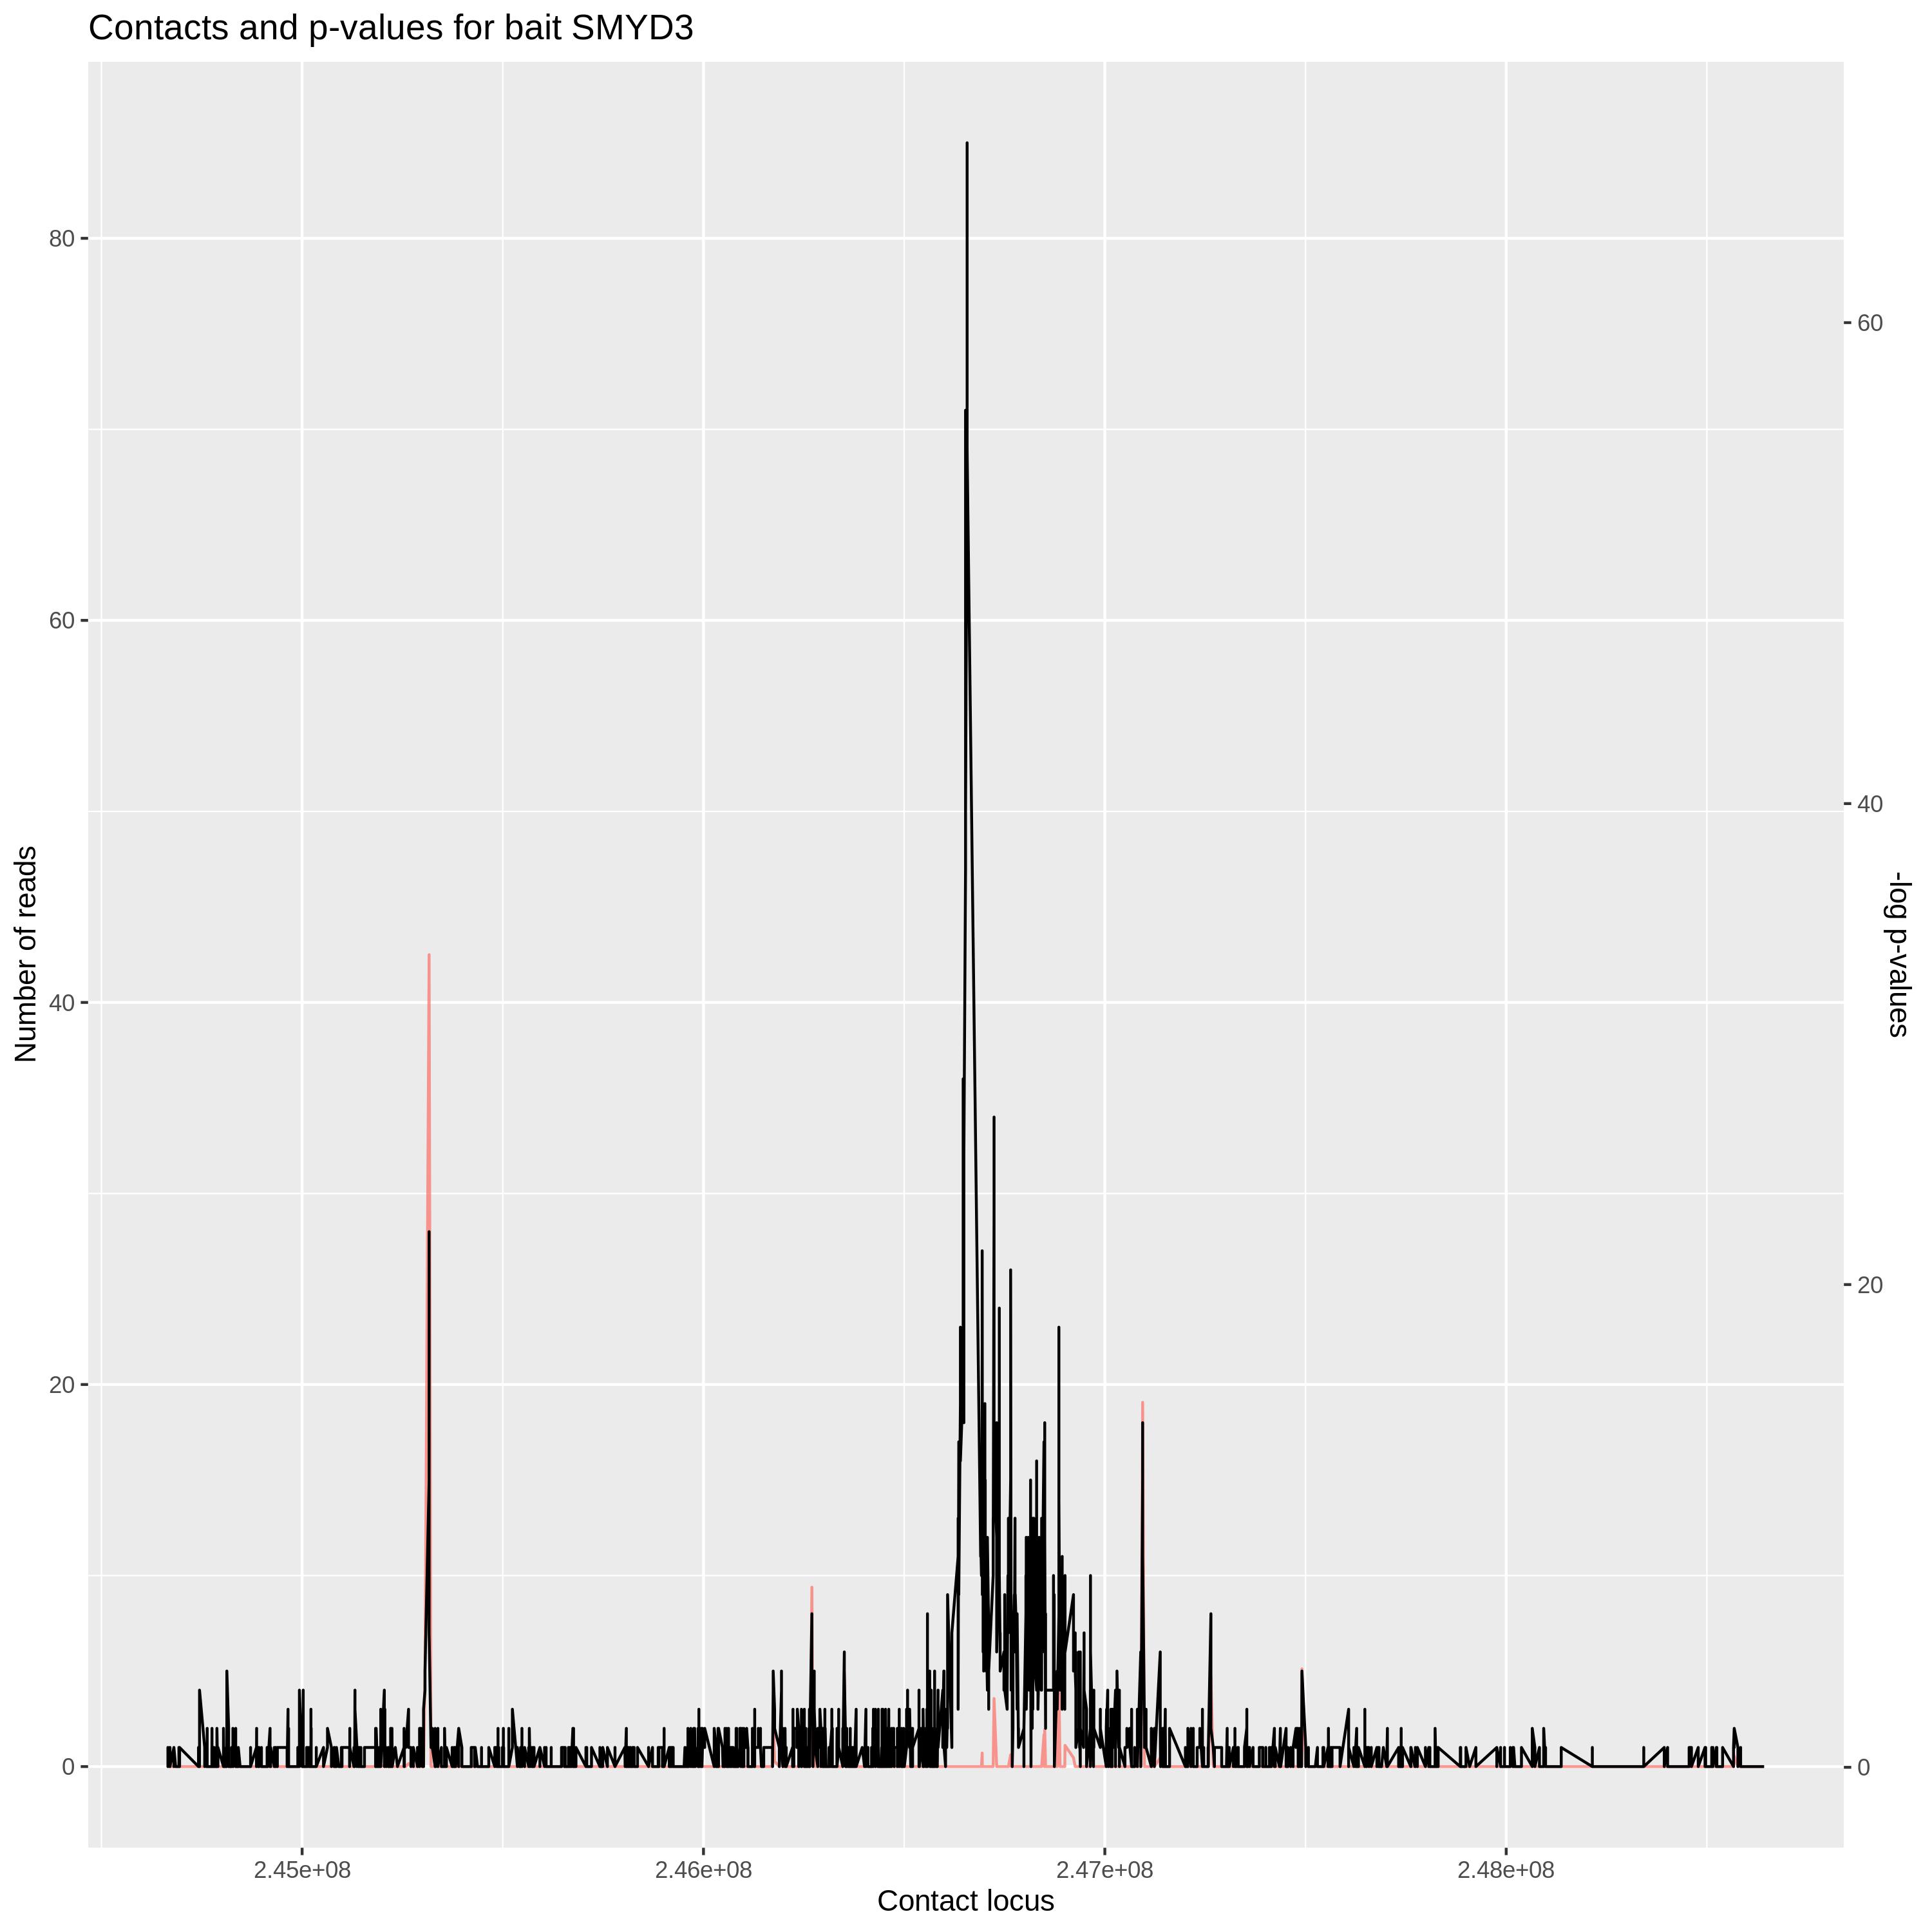 Contacts and p-values for bait SMYD3
80
60
40
20
0
Number of reads
60
40
20
0
-log p-values
2.45e+08 2.46e+08 2.47e+08 2.48e+08
Contact locus